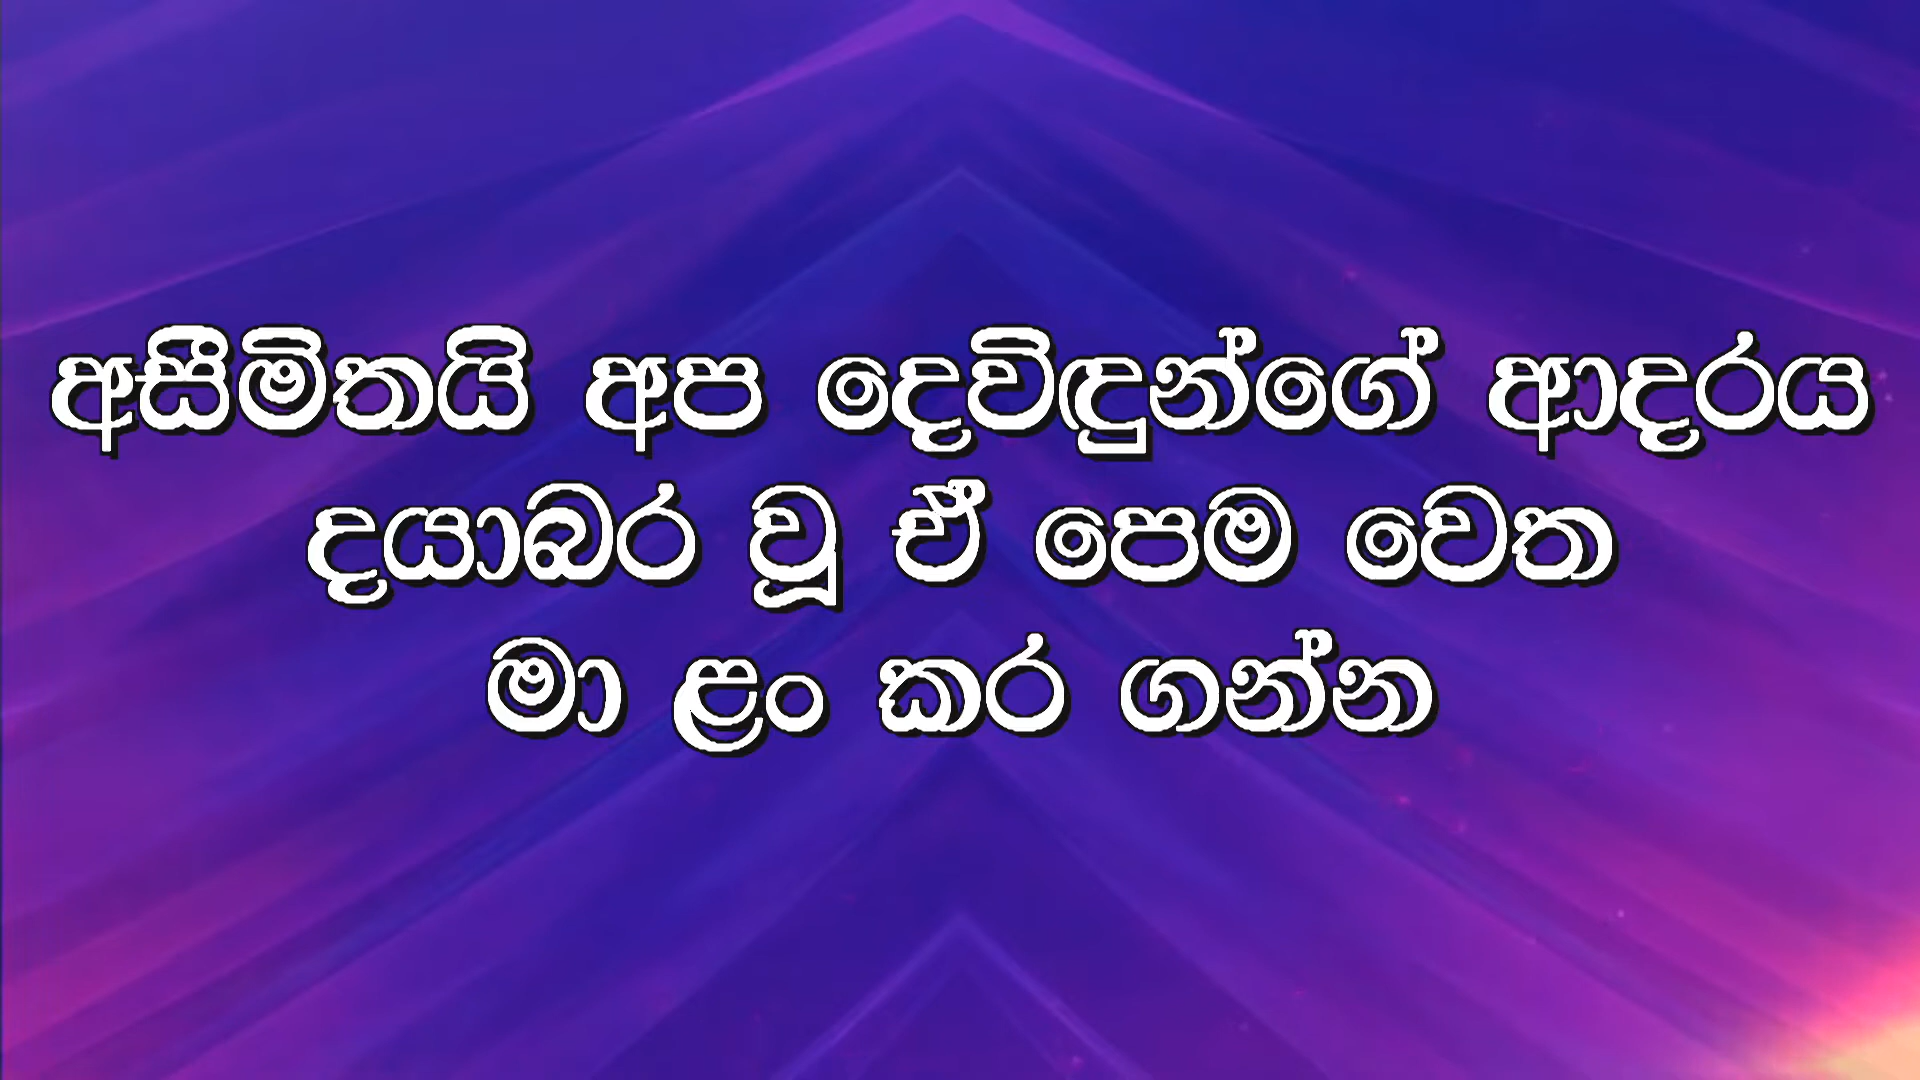 අසීමිතයි අප දෙවිඳුන්ගේ ආදරය
දයාබර වූ ඒ පෙම වෙත
මා ළං කර ගන්න